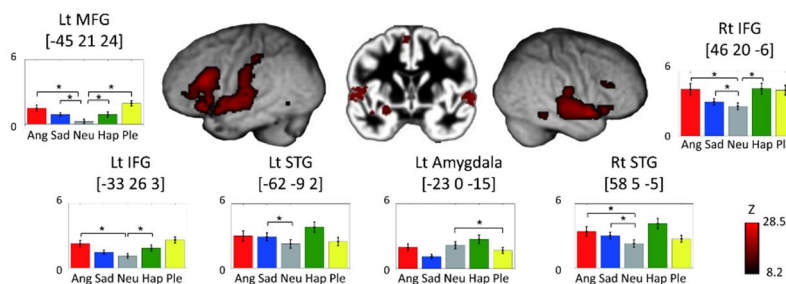 Lt MFG
[-45 21 24]
6
0
Ang Sad Neu Hap Ple
Rt IFG
[46 20 -6]
6
0
Ang Sad Neu Hap Ple
Lt IFG
[-33 26 3]
6
0
Ang Sad Neu Hap Ple
Lt STG
[-62 -9 2]
6
0
Ang Sad Neu Hap Ple
Lt Amygdala
[-23 0 -15]
6
0
Ang Sad Neu Hap Ple
Rt STG
[58 5 -5]
6
0
Ang Sad Neu Hap Ple
Z
28.5
8.2